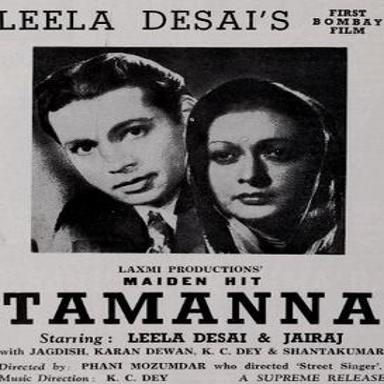 LEELA DESAI'S
FIRST
BOMBAY
FILM
LAXMI PRODUCTIONS'
MAIDEN HIT
TAMANNA
Starring: LEELA DESAI & JAIRAJ
with JAGDISH, KARAN DEWAN, K. C. DEY & SHANTAKUMARI
Directed by: PHANI MOZUMDAR who directed 'Street Singer'.
Music Direction: K. C. DEY A SUPREME RELEASE